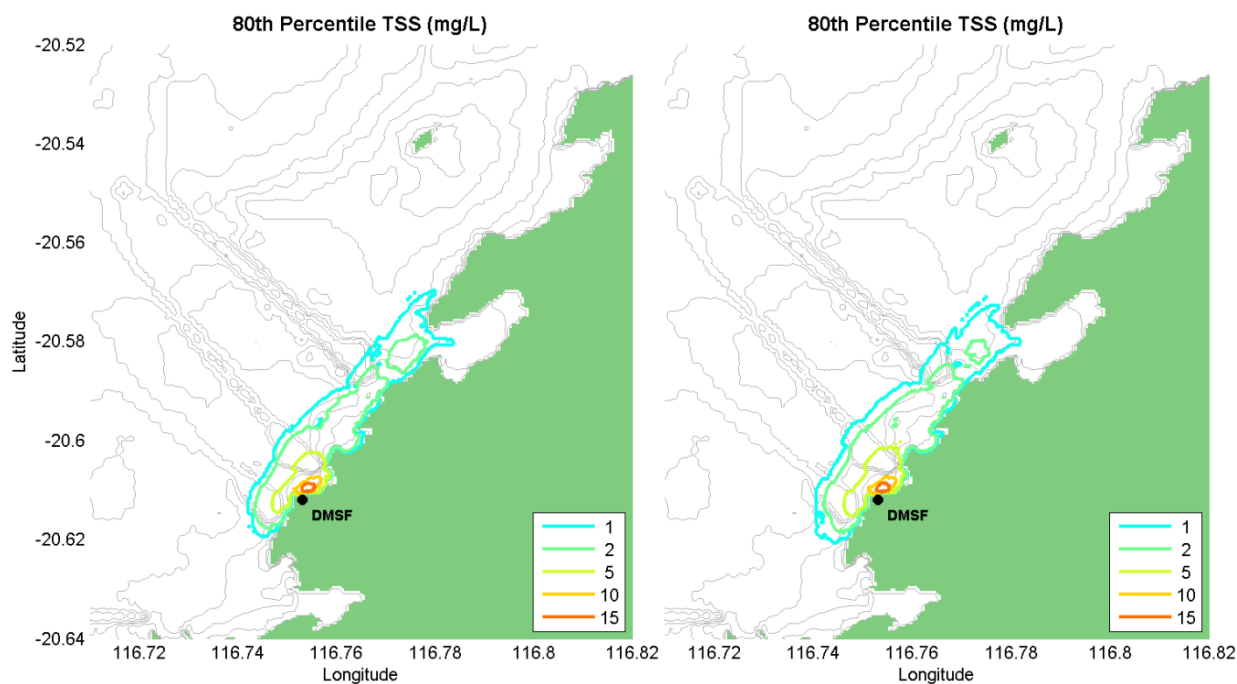 80th Percentile TSS (mg/L)
80th Percentile TSS (mg/L)
-20.52
-20.54
-20.56
-20.58
-20.6
-20.62
-20.64
Latitude
DMSF
DMSF
1
2
5
10
15
1
2
5
10
15
116.72 116.74 116.76 116.78 116.8 116.82
116.72 116.74 116.76 116.78 116.8 116.82
Longitude
Longitude